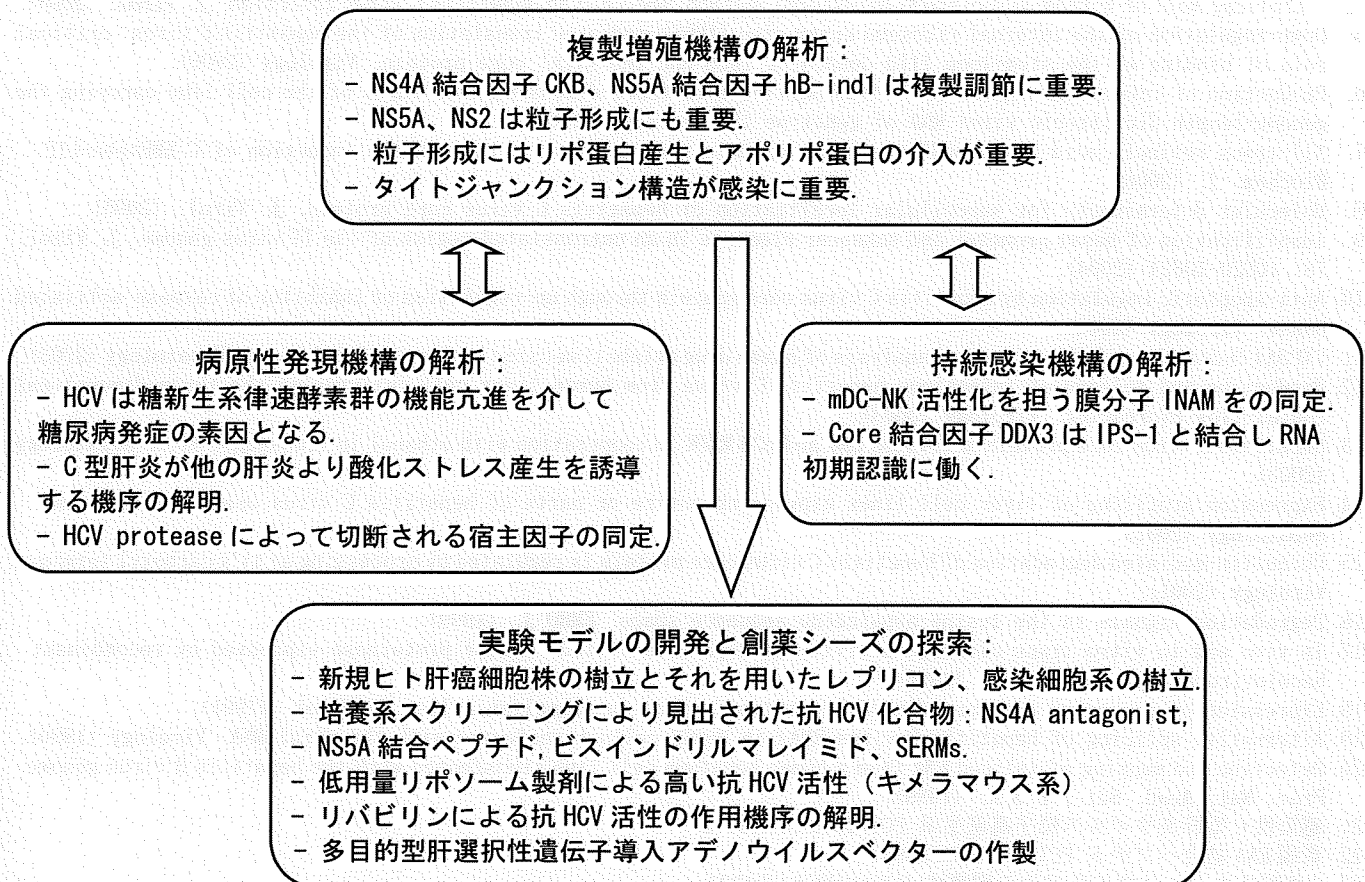 複製増殖機構の解析：
- NS4A 結合因子 CKB、NS5A 結合因子 hB-ind1 は複製調節に重要.
- NS5A、NS2 は粒子形成にも重要.
- 粒子形成にはリポ蛋白産生とアポリポ蛋白の介入が重要.
- タイトジャンクション構造が感染に重要.
病原性発現機構の解析：
- HCV は糖新生系律速酵素群の機能亢進を介して
糖尿病発症の素因となる.
- C 型肝炎が他の肝炎より酸化ストレス産生を誘導
する機序の解明.
- HCV protease によって切断される宿主因子の同定.
持続感染機構の解析：
- mDC-NK 活性化を担う膜分子 INAM をの同定.
- Core 結合因子 DDX3 は IPS-1 と結合し RNA
初期認識に働く.
実験モデルの開発と創薬シーズの探索：
- 新規ヒト肝癌細胞株の樹立とそれを用いたレプリコン、感染細胞系の樹立.
- 培養系スクリーニングにより見出された抗 HCV 化合物：NS4A antagonist,
- NS5A 結合ペプチド, ビスインドリルマレイミド、SERMs.
- 低用量リポソーム製剤による高い抗 HCV 活性（キメラマウス系）
- リバビリンによる抗 HCV 活性の作用機序の解明.
- 多目的型肝選択性遺伝子導入アデノウイルスベクターの作製